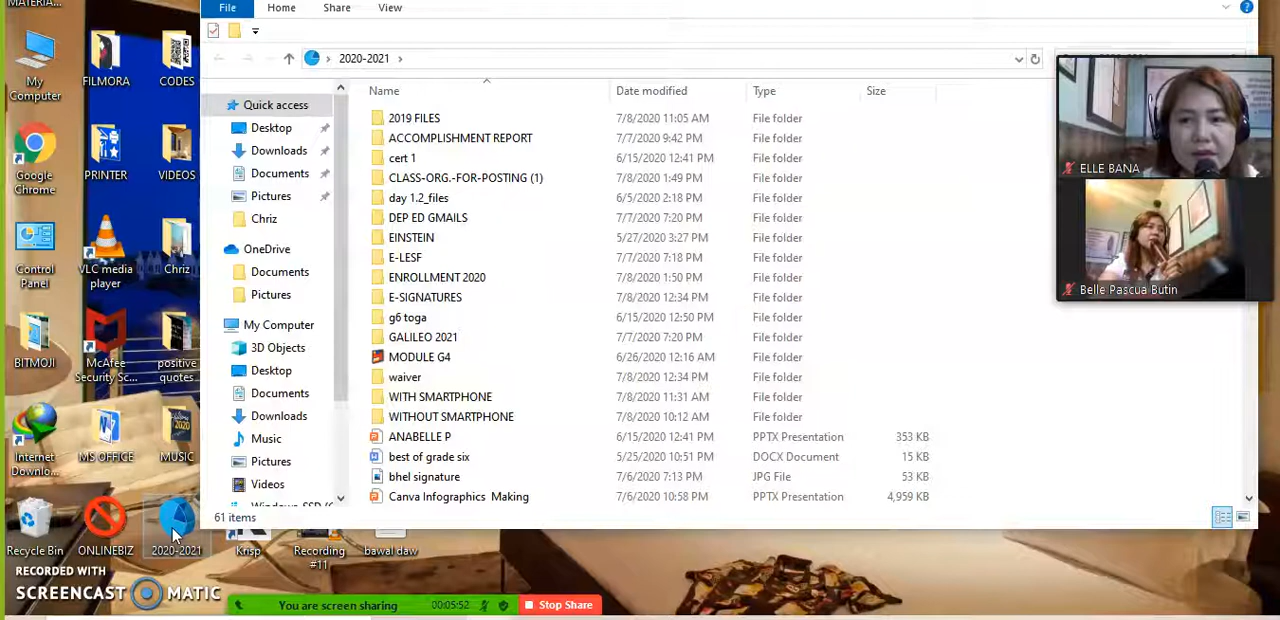 File Home Share View
2020-2021
My Computer
FILMORA
CODES
Google Chrome
PRINTER
VIDEOS
Control Panel
VLC media player
Chriz
BITMOJI
McAfee Security Sc...
positive quotes
Internet Downlo...
MS OFFICE
MUSIC
Recycle Bin
ONLINEBIZ
2020-2021
Krisp
Recording #11
bawal daw
Quick access
Desktop
Downloads
Documents
Pictures
Chriz
OneDrive
Documents
Pictures
My Computer
3D Objects
Desktop
Documents
Downloads
Music
Pictures
Videos
Name Date modified Type Size
2019 FILES 7/8/2020 11:05 AM File folder
ACCOMPLISHMENT REPORT 7/7/2020 9:42 PM File folder
cert 1 6/15/2020 12:41 PM File folder
CLASS-ORG.-FOR-POSTING (1) 7/8/2020 1:49 PM File folder
day 1.2_files 6/5/2020 2:18 PM File folder
DEP ED GMAILS 7/7/2020 7:20 PM File folder
EINSTEIN 5/27/2020 3:27 PM File folder
E-LESF 7/7/2020 7:18 PM File folder
ENROLLMENT 2020 7/8/2020 1:50 PM File folder
E-SIGNATURES 7/8/2020 12:34 PM File folder
g6 toga 6/15/2020 12:50 PM File folder
GALILEO 2021 7/7/2020 7:20 PM File folder
MODULE G4 6/26/2020 12:16 AM File folder
waiver 7/8/2020 12:34 PM File folder
WITH SMARTPHONE 7/8/2020 11:31 AM File folder
WITHOUT SMARTPHONE 7/8/2020 10:12 AM File folder
ANABELLE P 6/15/2020 12:41 PM PPTX Presentation 353 KB
best of grade six 5/25/2020 10:51 PM DOCX Document 15 KB
bhel signature 7/6/2020 7:13 PM JPG File 53 KB
Canva Infographics Making 7/6/2020 10:58 PM PPTX Presentation 4,959 KB
61 items
ELLE BANA
Belle Pascua Butin
RECORDED WITH
SCREENCAST MATIC
You are screen sharing 00:05:52 Stop Share